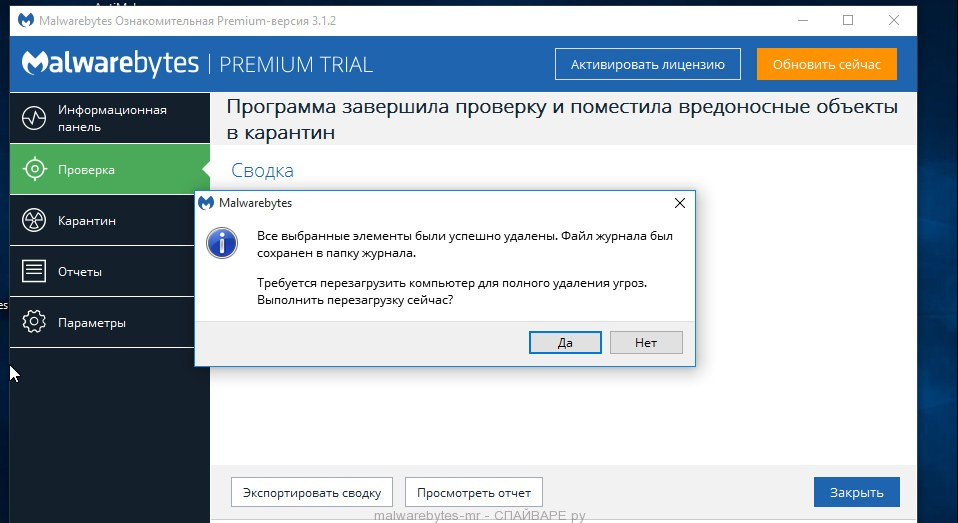 Malwarebytes Ознакомительная Premium-версия 3.1.2
Malwarebytes | PREMIUM TRIAL
Активировать лицензию
Обновить сейчас
Информационная
панель
Проверка
Карантин
Отчеты
Параметры
Программа завершила проверку и поместила вредоносные объекты
в карантин
Сводка
Malwarebytes
Все выбранные элементы были успешно удалены. Файл журнала был
сохранен в папку журнала.
Требуется перезагрузить компьютер для полного удаления угроз.
Выполнить перезагрузку сейчас?
Да
Нет
Экспортировать сводку
Просмотреть отчет
Закрыть
malwarebytes-mr - СПАЙВАРЕ ру